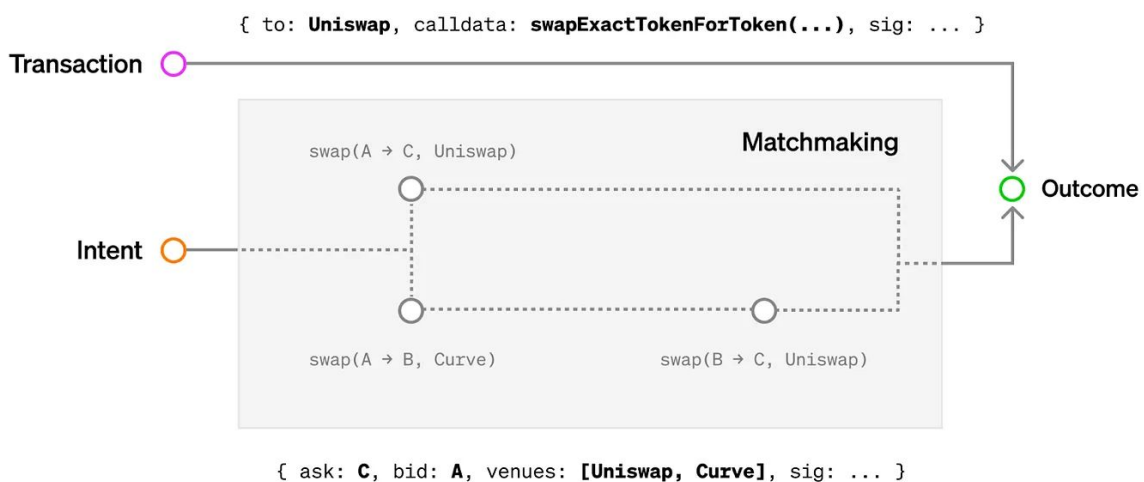 { to: Uniswap, calldata: swapExactTokenForToken(...), sig: ... }
Transaction
Matchmaking
swap(A → C, Uniswap)
Outcome
Intent
swap(A → B, Curve)
swap(B → C, Uniswap)
{ ask: C, bid: A, venues: [Uniswap, Curve], sig: ... }